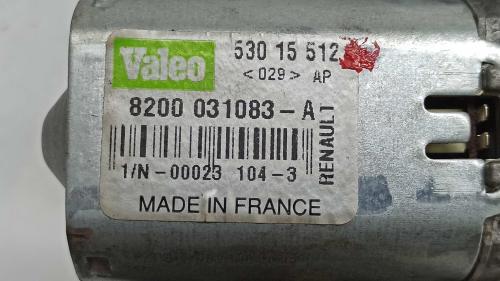 Valeo
530 15 512
<029> AP
8200 031083-A
RENAULT
1/N-00023 104-3
MADE IN FRANCE